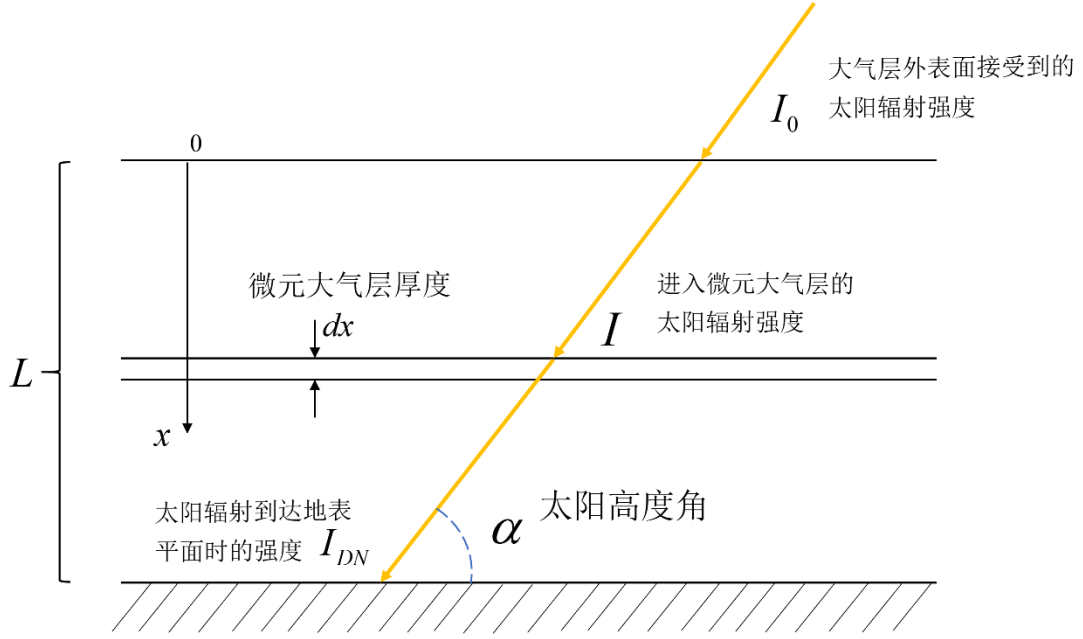 大气层外表面接受到的
太阳辐射强度
I₀
0
微元大气层厚度
dx
进入微元大气层的
太阳辐射强度
I
L
x
太阳辐射到达地表
平面时的强度 I_DN
α 太阳高度角